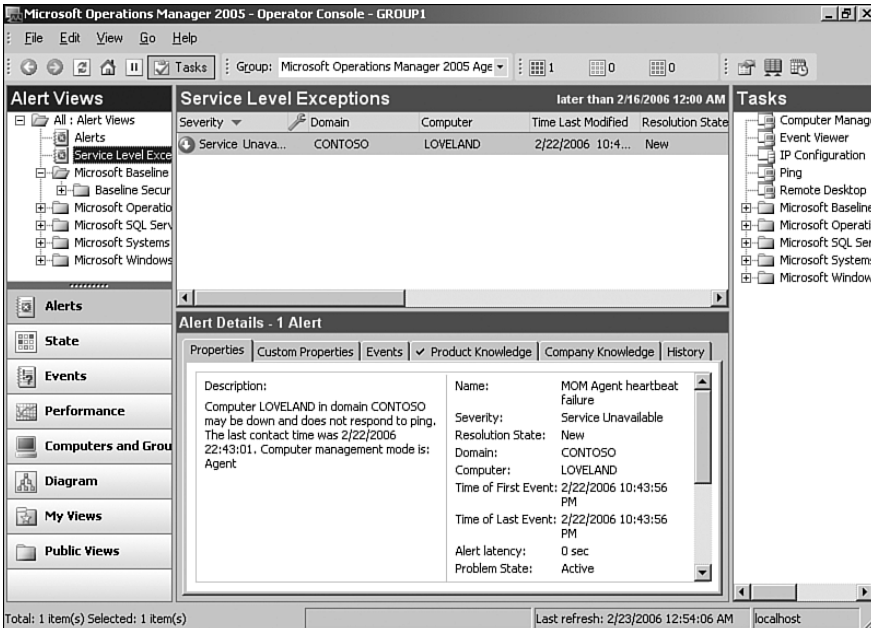 Microsoft Operations Manager 2005 - Operator Console - GROUP1
File Edit View Go Help
Tasks Group: Microsoft Operations Manager 2005 Age 1 0 0
Alert Views
All : Alert Views
Alerts
Service Level Exce
Microsoft Baseline
Baseline Secur
Microsoft Operatio
Microsoft SQL Serv
Microsoft Systems
Microsoft Windows
Alerts
State
Events
Performance
Computers and Grou
Diagram
My Views
Public Views
Service Level Exceptions later than 2/16/2006 12:00 AM
Severity Domain Computer Time Last Modified Resolution State
Service Unava... CONTOSO LOVELAND 2/22/2006 10:4... New
Alert Details - 1 Alert
Properties Custom Properties Events Product Knowledge Company Knowledge History
Description:
Computer LOVELAND in domain CONTOSO
may be down and does not respond to ping.
The last contact time was 2/22/2006
22:43:01. Computer management mode is:
Agent
Name: MOM Agent heartbeat
failure
Severity: Service Unavailable
Resolution State: New
Domain: CONTOSO
Computer: LOVELAND
Time of First Event: 2/22/2006 10:43:56
PM
Time of Last Event: 2/22/2006 10:43:56
PM
Alert latency: 0 sec
Problem State: Active
Tasks
Computer Manag
Event Viewer
IP Configuration
Ping
Remote Desktop
Microsoft Baseline
Microsoft Operati
Microsoft SQL Ser
Microsoft Systems
Microsoft Window
Total: 1 item(s) Selected: 1 item(s) Last refresh: 2/23/2006 12:54:06 AM localhost